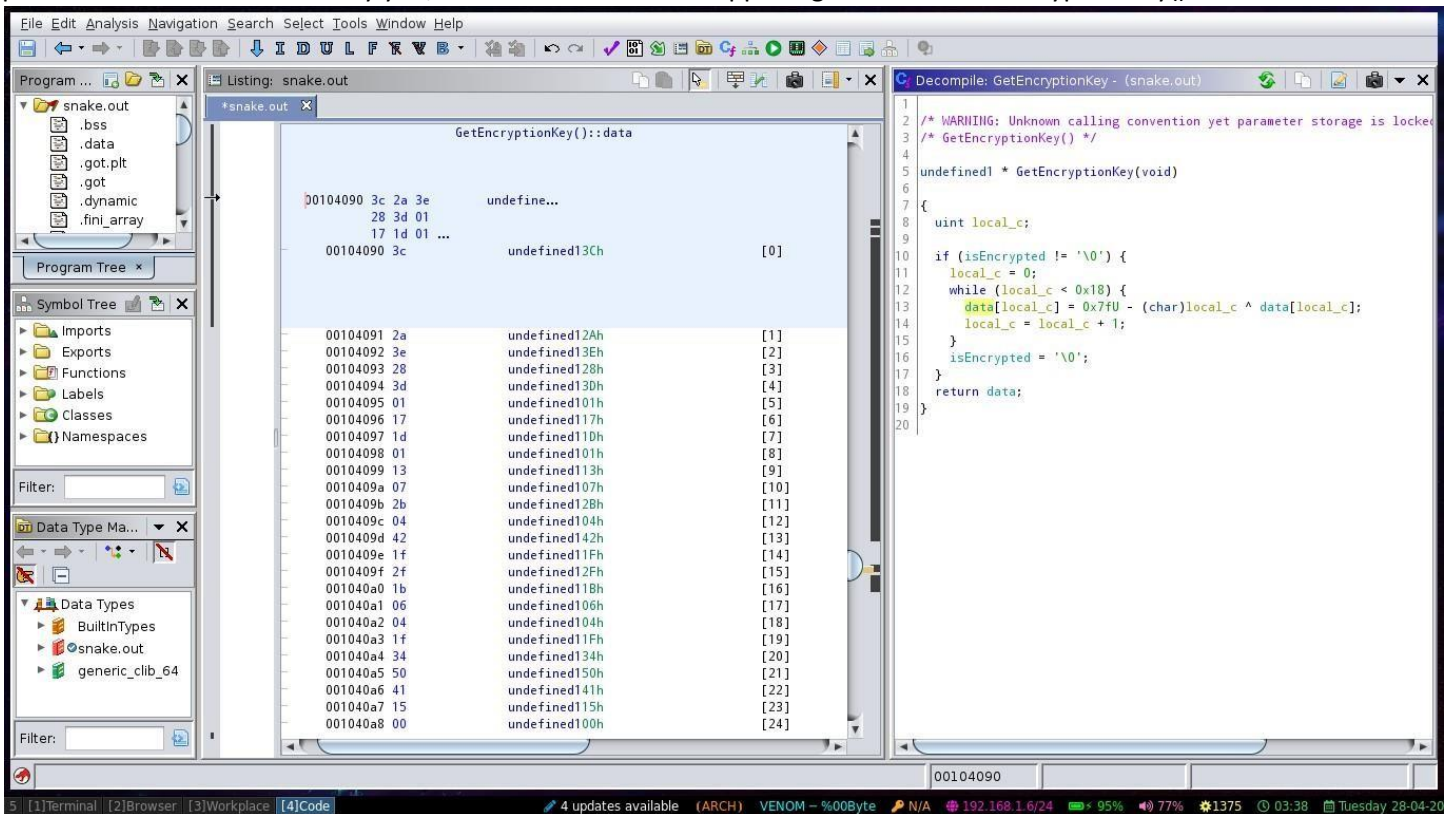 File Edit Analysis Navigation Search Select Tools Window Help
I D U L F
B
Program ...
snake.out
.bss
.data
.got.plt
.got
.dynamic
.fini_array
Program Tree ×
Symbol Tree
Imports
Exports
Functions
Labels
Classes
Namespaces
Filter:
Data Type Ma...
Data Types
BuiltInTypes
snake.out
generic_clib_64
Filter:
Listing: snake.out
*snake.out
GetEncryptionKey()::data
00104090 3c 2a 3e undefine...
28 3d 01
17 1d 01 ...
00104090 3c undefined13Ch [0]
00104091 2a undefined12Ah [1]
00104092 3e undefined13Eh [2]
00104093 28 undefined128h [3]
00104094 3d undefined13Dh [4]
00104095 01 undefined101h [5]
00104096 17 undefined117h [6]
00104097 1d undefined11Dh [7]
00104098 01 undefined101h [8]
00104099 13 undefined113h [9]
0010409a 07 undefined107h [10]
0010409b 2b undefined12Bh [11]
0010409c 04 undefined104h [12]
0010409d 42 undefined142h [13]
0010409e 1f undefined11Fh [14]
0010409f 2f undefined12Fh [15]
001040a0 1b undefined11Bh [16]
001040a1 06 undefined106h [17]
001040a2 04 undefined104h [18]
001040a3 1f undefined11Fh [19]
001040a4 34 undefined134h [20]
001040a5 50 undefined150h [21]
001040a6 41 undefined141h [22]
001040a7 15 undefined115h [23]
001040a8 00 undefined100h [24]
Decompile: GetEncryptionKey - (snake.out)
1
2 /* WARNING: Unknown calling convention yet parameter storage is locked
3 /* GetEncryptionKey() */
4
5 undefined1 * GetEncryptionKey(void)
6
7 {
8 uint local_c;
9
10 if (isEncrypted != '\0') {
11 local_c = 0;
12 while (local_c < 0x18) {
13 data[local_c] = 0x7fU - (char)local_c ^ data[local_c];
14 local_c = local_c + 1;
15 }
16 isEncrypted = '\0';
17 }
18 return data;
19 }
20
00104090
5 [1]Terminal [2]Browser [3]Workplace [4]Code 4 updates available (ARCH) VENOM ~ %00Byte N/A 192.168.1.6/24 95% 77% 1375 03:38 Tuesday 28-04-20